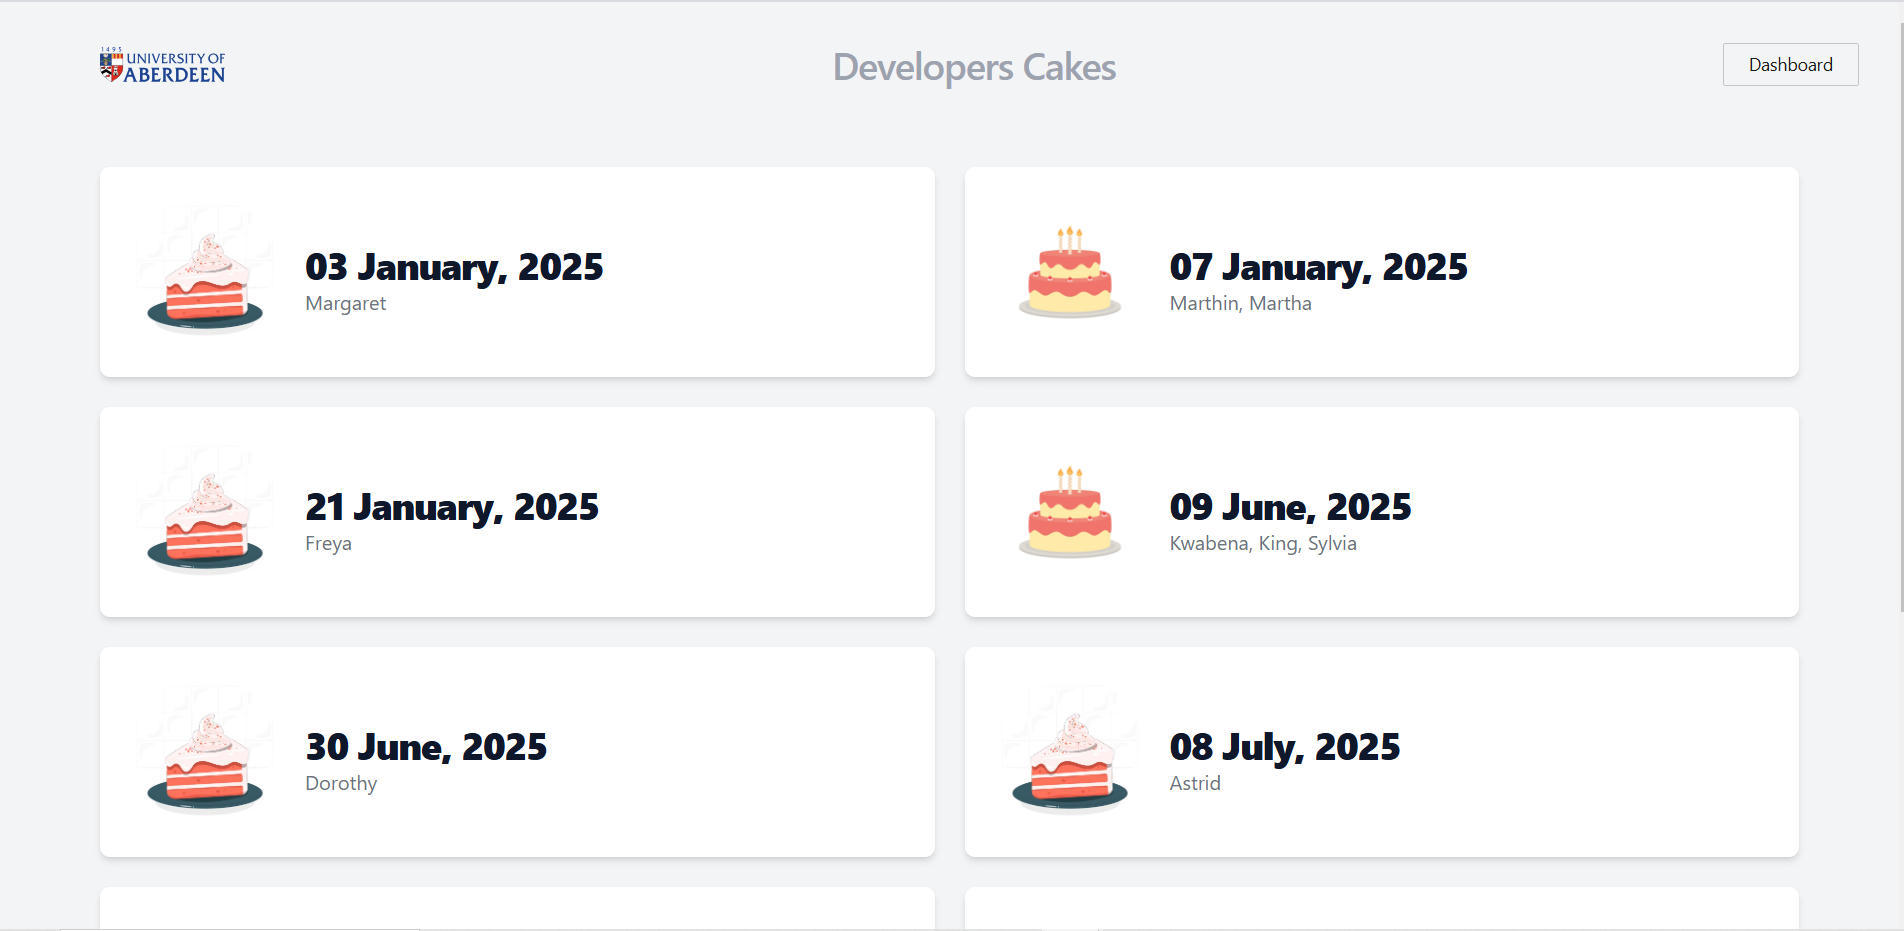 1495
UNIVERSITY OF
ABERDEEN
Developers Cakes
Dashboard
03 January, 2025
Margaret
07 January, 2025
Marthin, Martha
21 January, 2025
Freya
09 June, 2025
Kwabena, King, Sylvia
30 June, 2025
Dorothy
08 July, 2025
Astrid